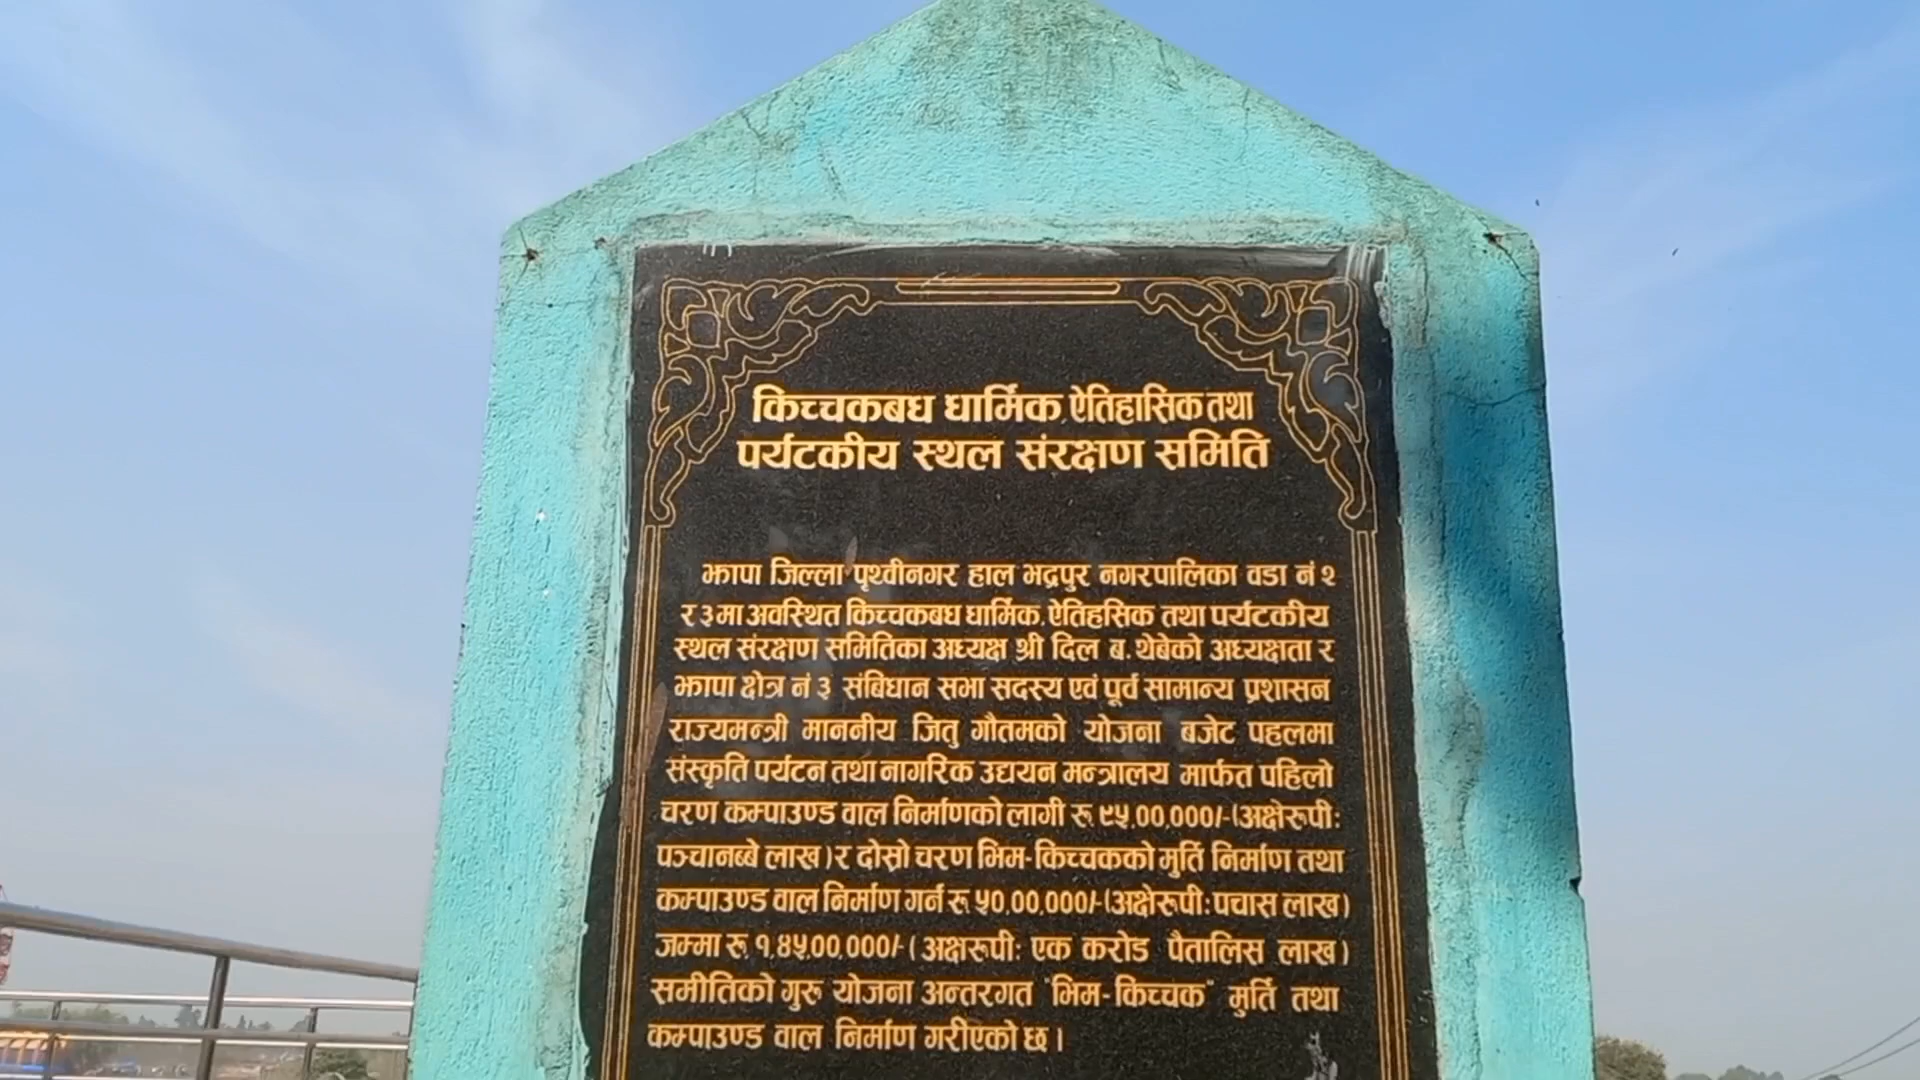 किच्चकबध धार्मिक, ऐतिहासिक तथा
पर्यटकीय स्थल संरक्षण समिति
झापा जिल्ला पृथ्वीनगर हाल भद्रपुर नगरपालिका वडा नं २
र ३मा अवस्थित किच्चकबध धार्मिक, ऐतिहसिक तथा पर्यटकीय
स्थल संरक्षण समितिका अध्यक्ष श्री दिल ब. थेबेको अध्यक्षता र
झापा क्षेत्र नं ३ संबिधान सभा सदस्य एवं पूर्व सामान्य प्रशासन
राज्यमन्त्री माननीय जितु गौतमको योजना बजेट पहलमा
संस्कृति पर्यटन तथा नागरिक उड्ययन मन्त्रालय मार्फत पहिलो
चरण कम्पाउण्ड वाल निर्माणको लागी रू. ९५,००,०००/-(अक्षेरूपी:
पञ्चानब्बे लाख) र दोस्रो चरण भिम-किच्चकको मुर्ति निर्माण तथा
कम्पाउण्ड वाल निर्माण गर्न रू. ५०,००,०००/-(अक्षेरूपी: पचास लाख)
जम्मा रू. १,४५,००,०००/- ( अक्षरूपी: एक करोड पैतालिस लाख)
समीतिको गुरु योजना अन्तरगत "भिम-किच्चक" मुर्ति तथा
कम्पाउण्ड वाल निर्माण गरीएको छ ।